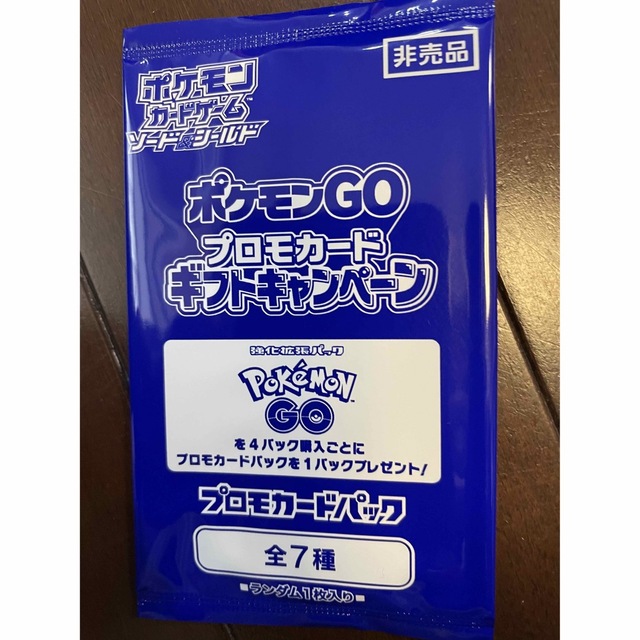 非売品
ポケモン
カードゲーム
ソード&シールド
ポケモンGO
プロモカード
ギフトキャンペーン
強化拡張パック
POKéMON
GO
を4パック購入ごとに
プロモカードパックを1パックプレゼント!
プロモカードパック
全7種
ランダム1枚入り